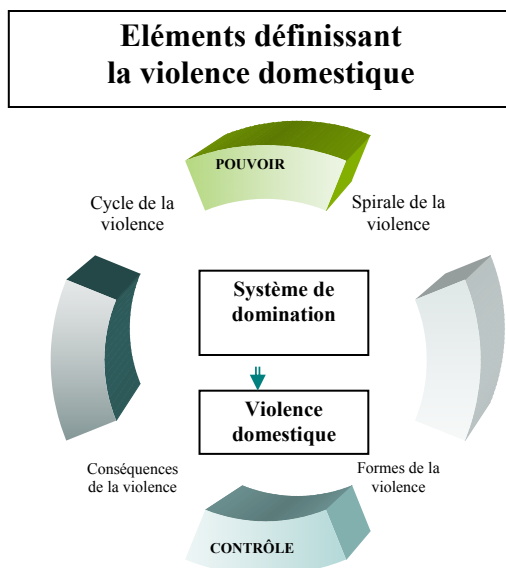 Eléments définissant
la violence domestique
POUVOIR
Cycle de la
violence
Spirale de la
violence
Système de
domination
Violence
domestique
Conséquences
de la violence
Formes de la
violence
CONTRÔLE